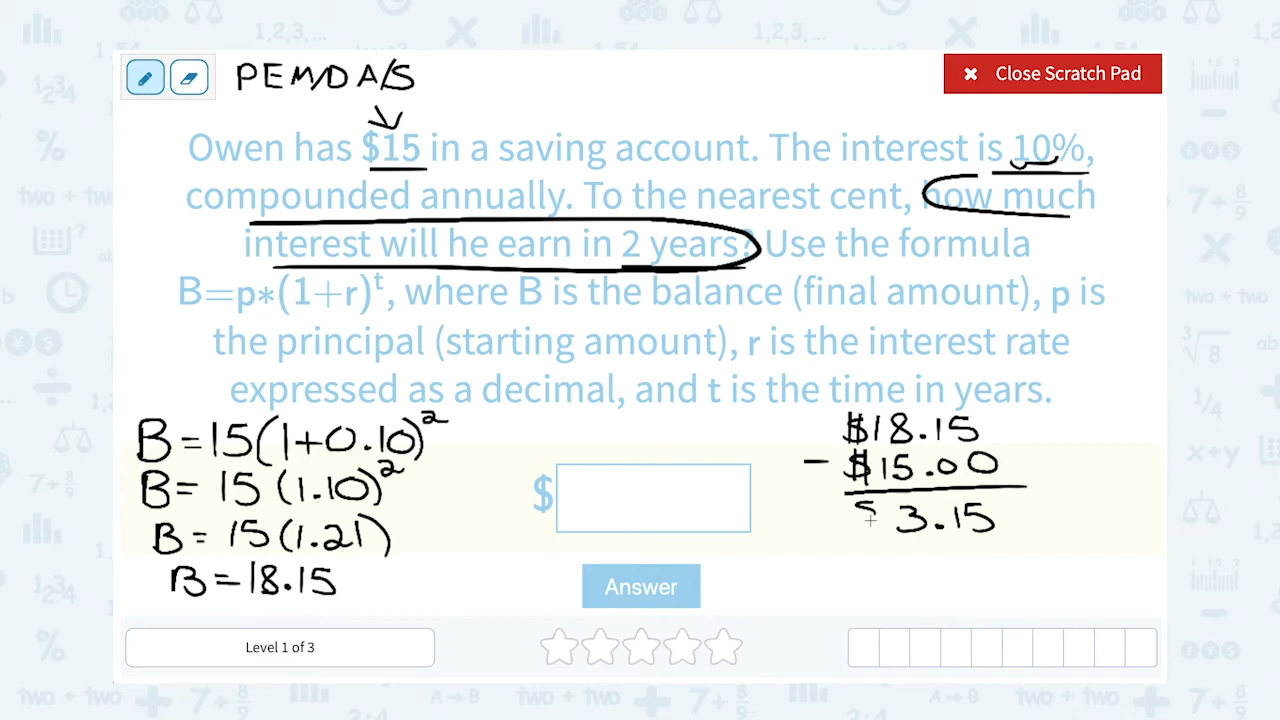 PEM/DA/S
Close Scratch Pad
Owen has $15 in a saving account. The interest is 10%,
compounded annually. To the nearest cent, how much
interest will he earn in 2 years? Use the formula
B=p*(1+r)^t, where B is the balance (final amount), p is
the principal (starting amount), r is the interest rate
expressed as a decimal, and t is the time in years.
B=15(1+0.10)^2
B= 15(1.10)^2
B= 15(1.21)
B=18.15
$
$18.15
- $15.00
3.15
Answer
Level 1 of 3